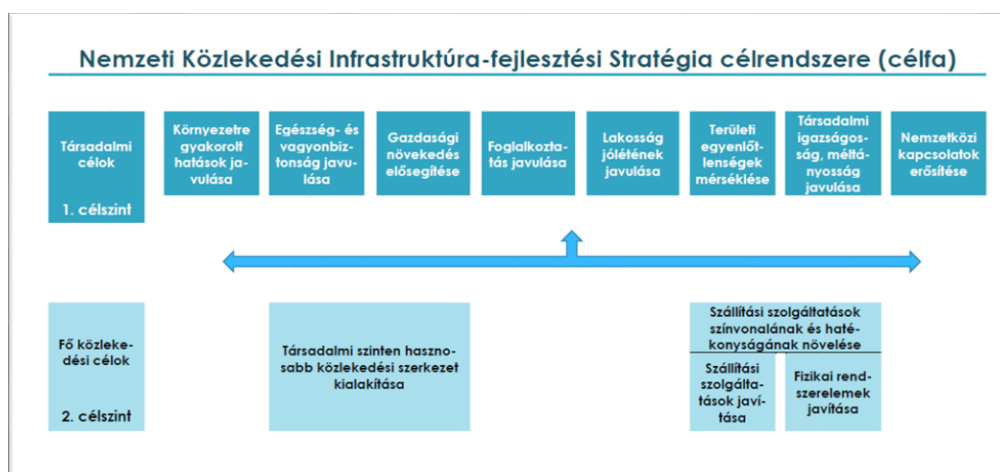 Nemzeti Közlekedési Infrastruktúra-fejlesztési Stratégia célrendszere (célfa)
Társadalmi
célok
1. célszint
Környezetre
gyakorolt
hatások ja-
vulása
Egészség- és
vagyonbiz-
tonság javu-
lása
Gazdasági
növekedés
elősegítése
Foglalkozta-
tás javulása
Lakosság
jólétének
javulása
Területi
egyenlőt-
lenségek
mérséklése
Társadalmi
igazságos-
ság, méltá-
nyosság
javulása
Nemzetközi
kapcsolatok
erősítése
Fő közleke-
dési célok
2. célszint
Társadalmi szinten haszno-
sabb közlekedési szerkezet
kialakítása
Szállítási szolgáltatások
színvonalának és haté-
konyságának növelése
Szállítási
szolgálta-
tások javí-
tása
Fizikai rend-
szerelemek
javítása